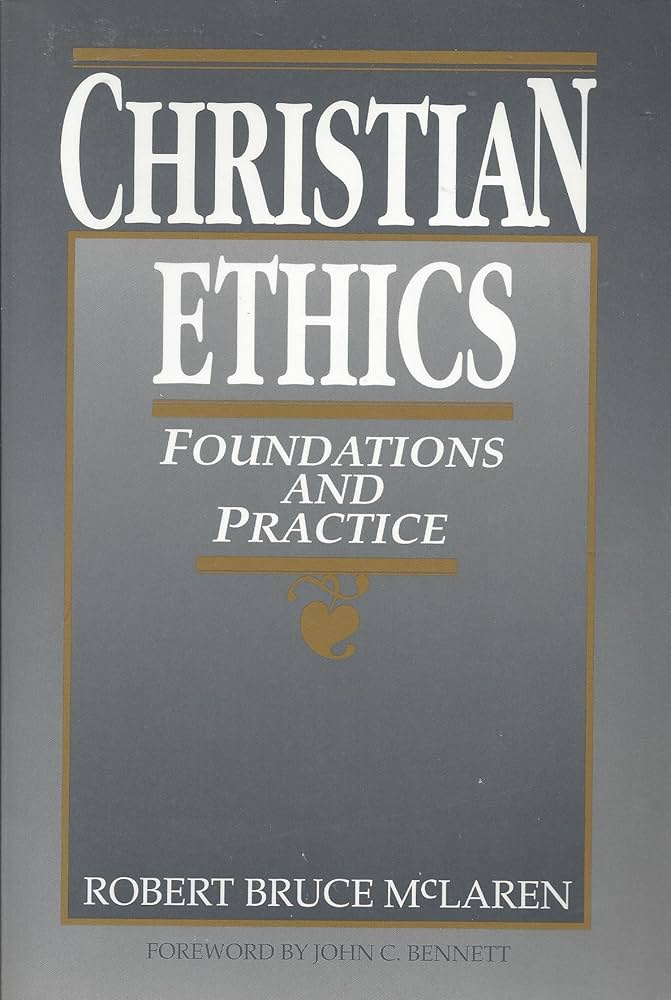 CHRISTIAN
ETHICS
FOUNDATIONS
AND
PRACTICE
ROBERT BRUCE McLAREN
FOREWORD BY JOHN C. BENNETT